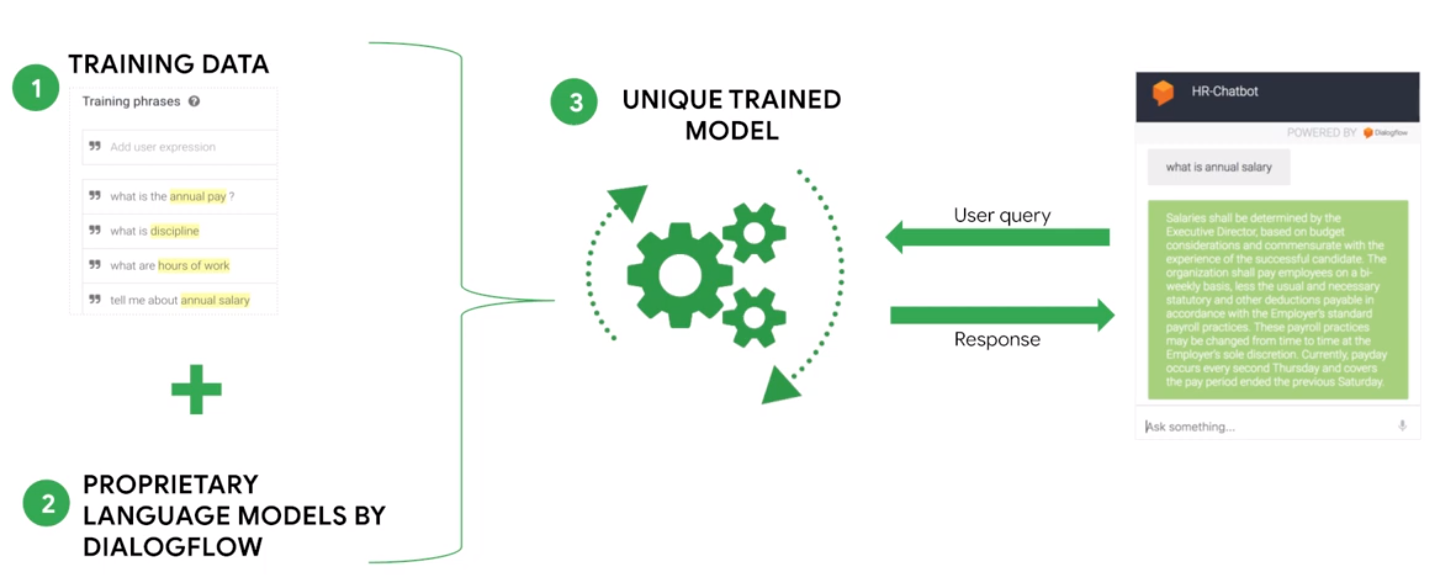 1
TRAINING DATA
Training phrases ?
Add user expression
what is the annual pay ?
what is discipline
what are hours of work
tell me about annual salary
2
PROPRIETARY
LANGUAGE MODELS BY
DIALOGFLOW
3
UNIQUE TRAINED
MODEL
User query
Response
HR-Chatbot
POWERED BY Dialogflow
what is annual salary
Salaries shall be determined by the
Executive Director, based on budget
considerations and commensurate with the
experience of the successful candidate. The
organization shall pay employees on a bi-
weekly basis, less the usual and necessary
statutory and other deductions payable in
accordance with the Employer's standard
payroll practices. These payroll practices
may be changed from time to time at the
Employer's sole discretion. Currently, payday
occurs every second Thursday and covers
the pay period ended the previous Saturday.
Ask something...